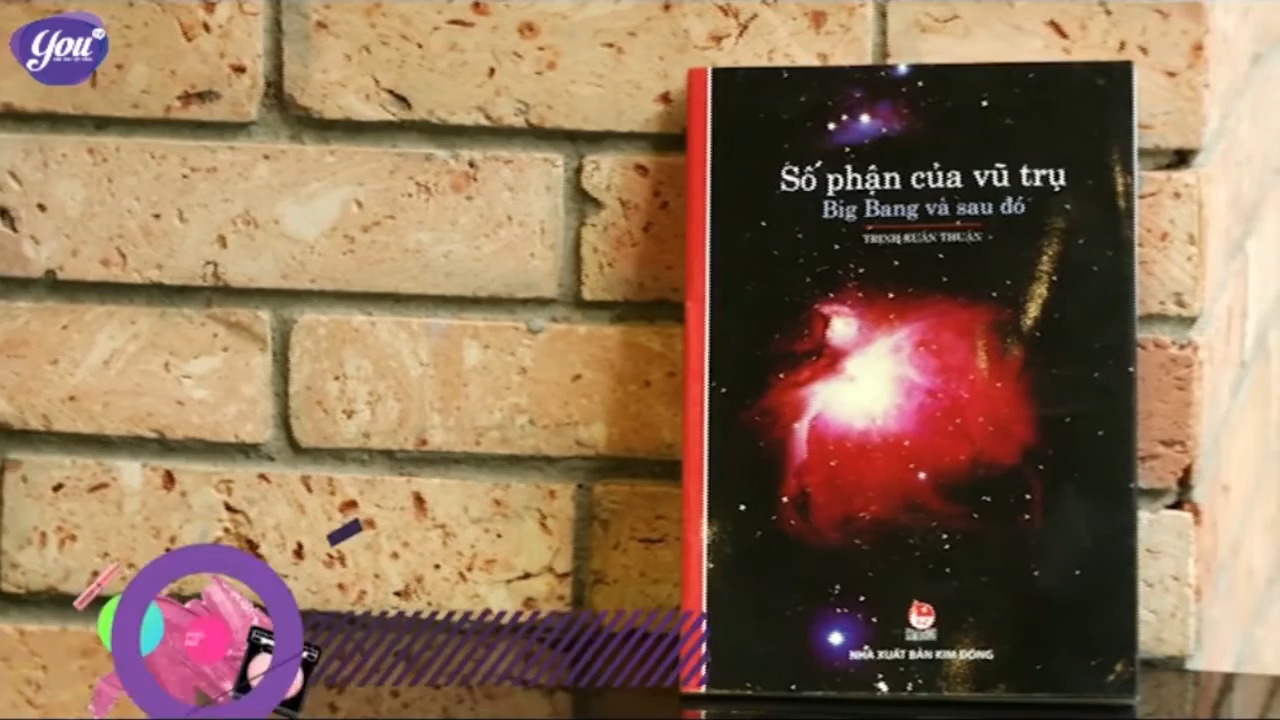 you
Số phận của vũ trụ
Big Bang và sau đó
TRỊNH XUÂN THUẬN
NHÀ XUẤT BẢN KIM ĐỒNG